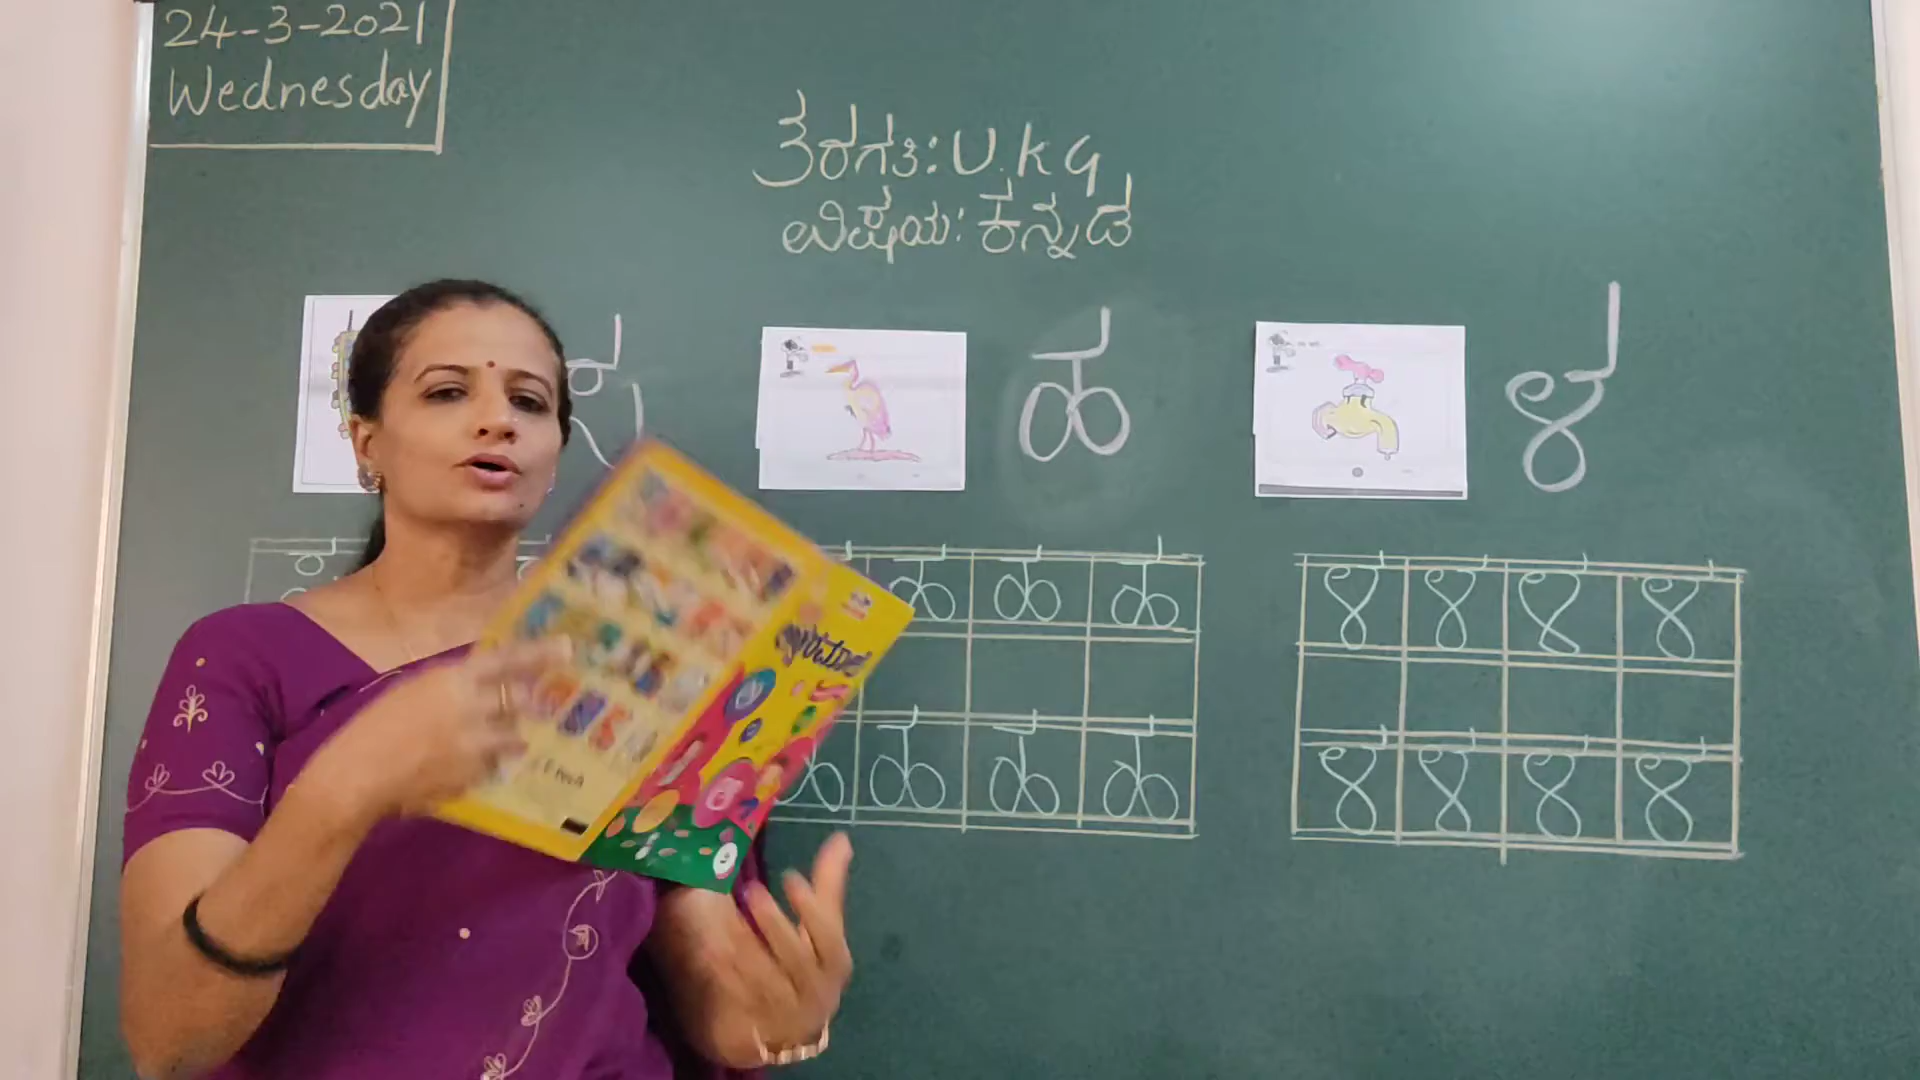 24-3-2021
Wednesday
ತರಗತಿ: U.K G
ವಿಷಯ: ಕನ್ನಡ
ಸ ಹ ಳ
ಹ ಹ ಹ ಳ ಳ ಳ ಳ
ಹ ಹ ಹ ಹ ಳ ಳ ಳ ಳ